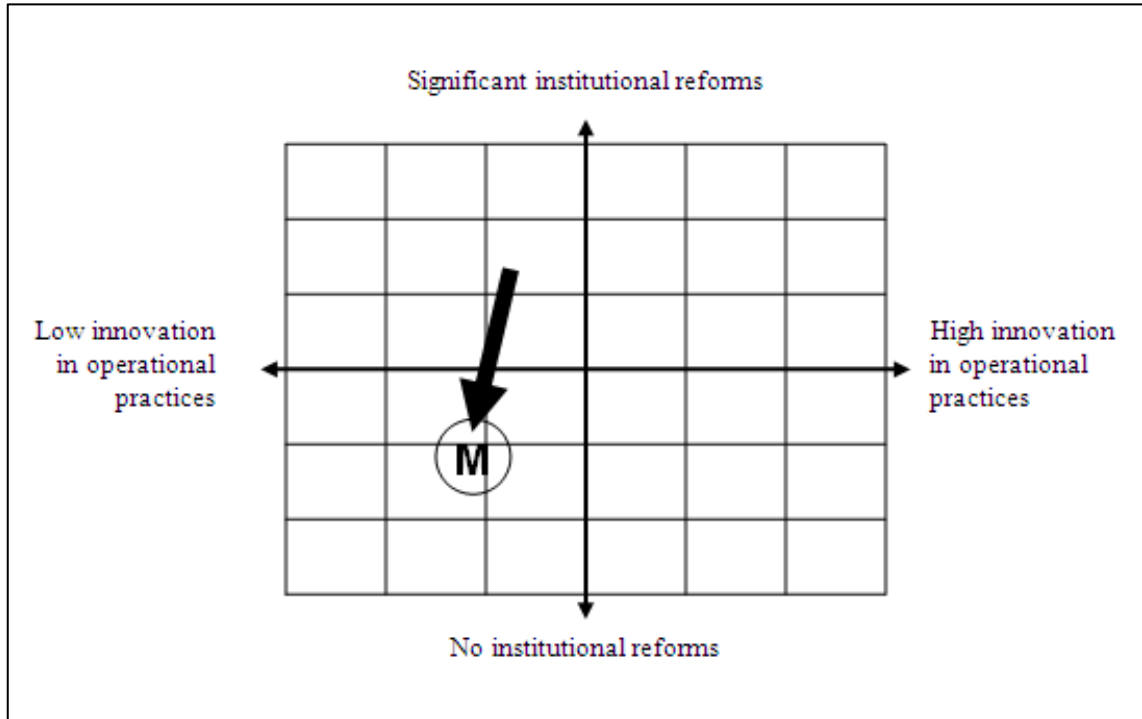 Significant institutional reforms
Low innovation
in operational
practices
High innovation
in operational
practices
M
No institutional reforms